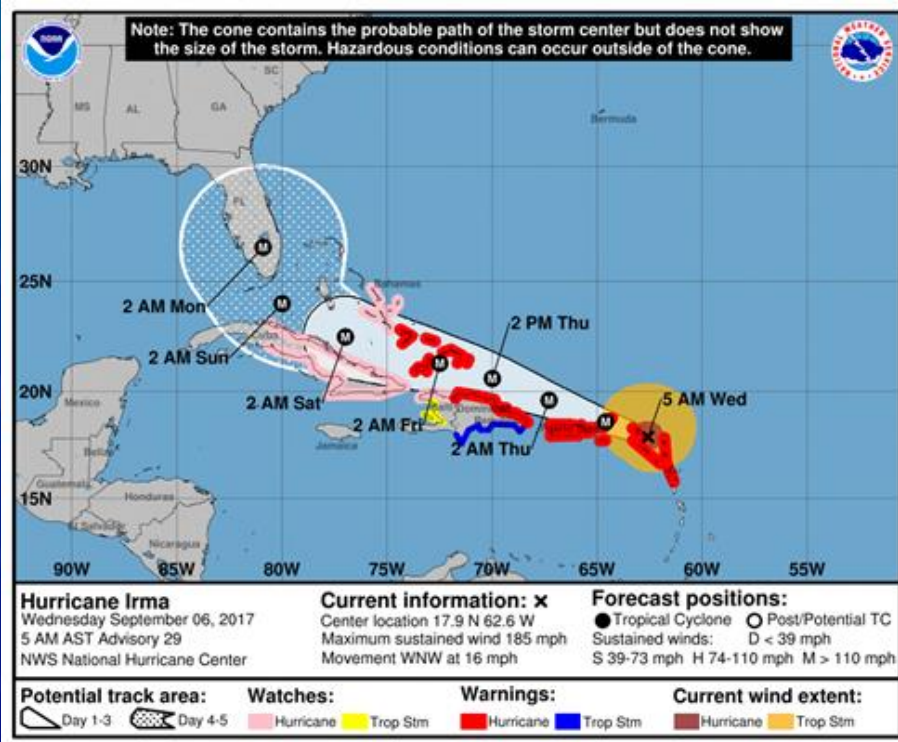 Note: The cone contains the probable path of the storm center but does not show
the size of the storm. Hazardous conditions can occur outside of the cone.
NOAA
NATIONAL WEATHER SERVICE
SC
MS
AL
GA
Bermuda
30N
FL
25N
Bahamas
2 AM Mon
2 PM Thu
2 AM Sun
Cuba
20N
2 AM Sat
5 AM Wed
Mexico
2 AM Fri
Jamaica
2 AM Thu
Belize
15N
Guatemala
Honduras
El Salvador
Nicaragua
90W 85W 80W 75W 70W 65W 60W 55W
M
M
M
M
M
M
M
Hurricane Irma
Wednesday September 06, 2017
5 AM AST Advisory 29
NWS National Hurricane Center
Current information: ×
Center location 17.9 N 62.6 W
Maximum sustained wind 185 mph
Movement WNW at 16 mph
Forecast positions:
Tropical Cyclone Post/Potential TC
Sustained winds: D < 39 mph
S 39-73 mph H 74-110 mph M > 110 mph
Potential track area:
Day 1-3 Day 4-5
Watches:
Hurricane Trop Stm
Warnings:
Hurricane Trop Stm
Current wind extent:
Hurricane Trop Stm